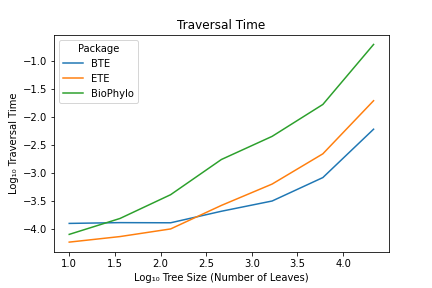 Traversal Time
Package
BTE
ETE
BioPhylo
Log₁₀ Traversal Time
−1.0
−1.5
−2.0
−2.5
−3.0
−3.5
−4.0
1.0 1.5 2.0 2.5 3.0 3.5 4.0
Log₁₀ Tree Size (Number of Leaves)